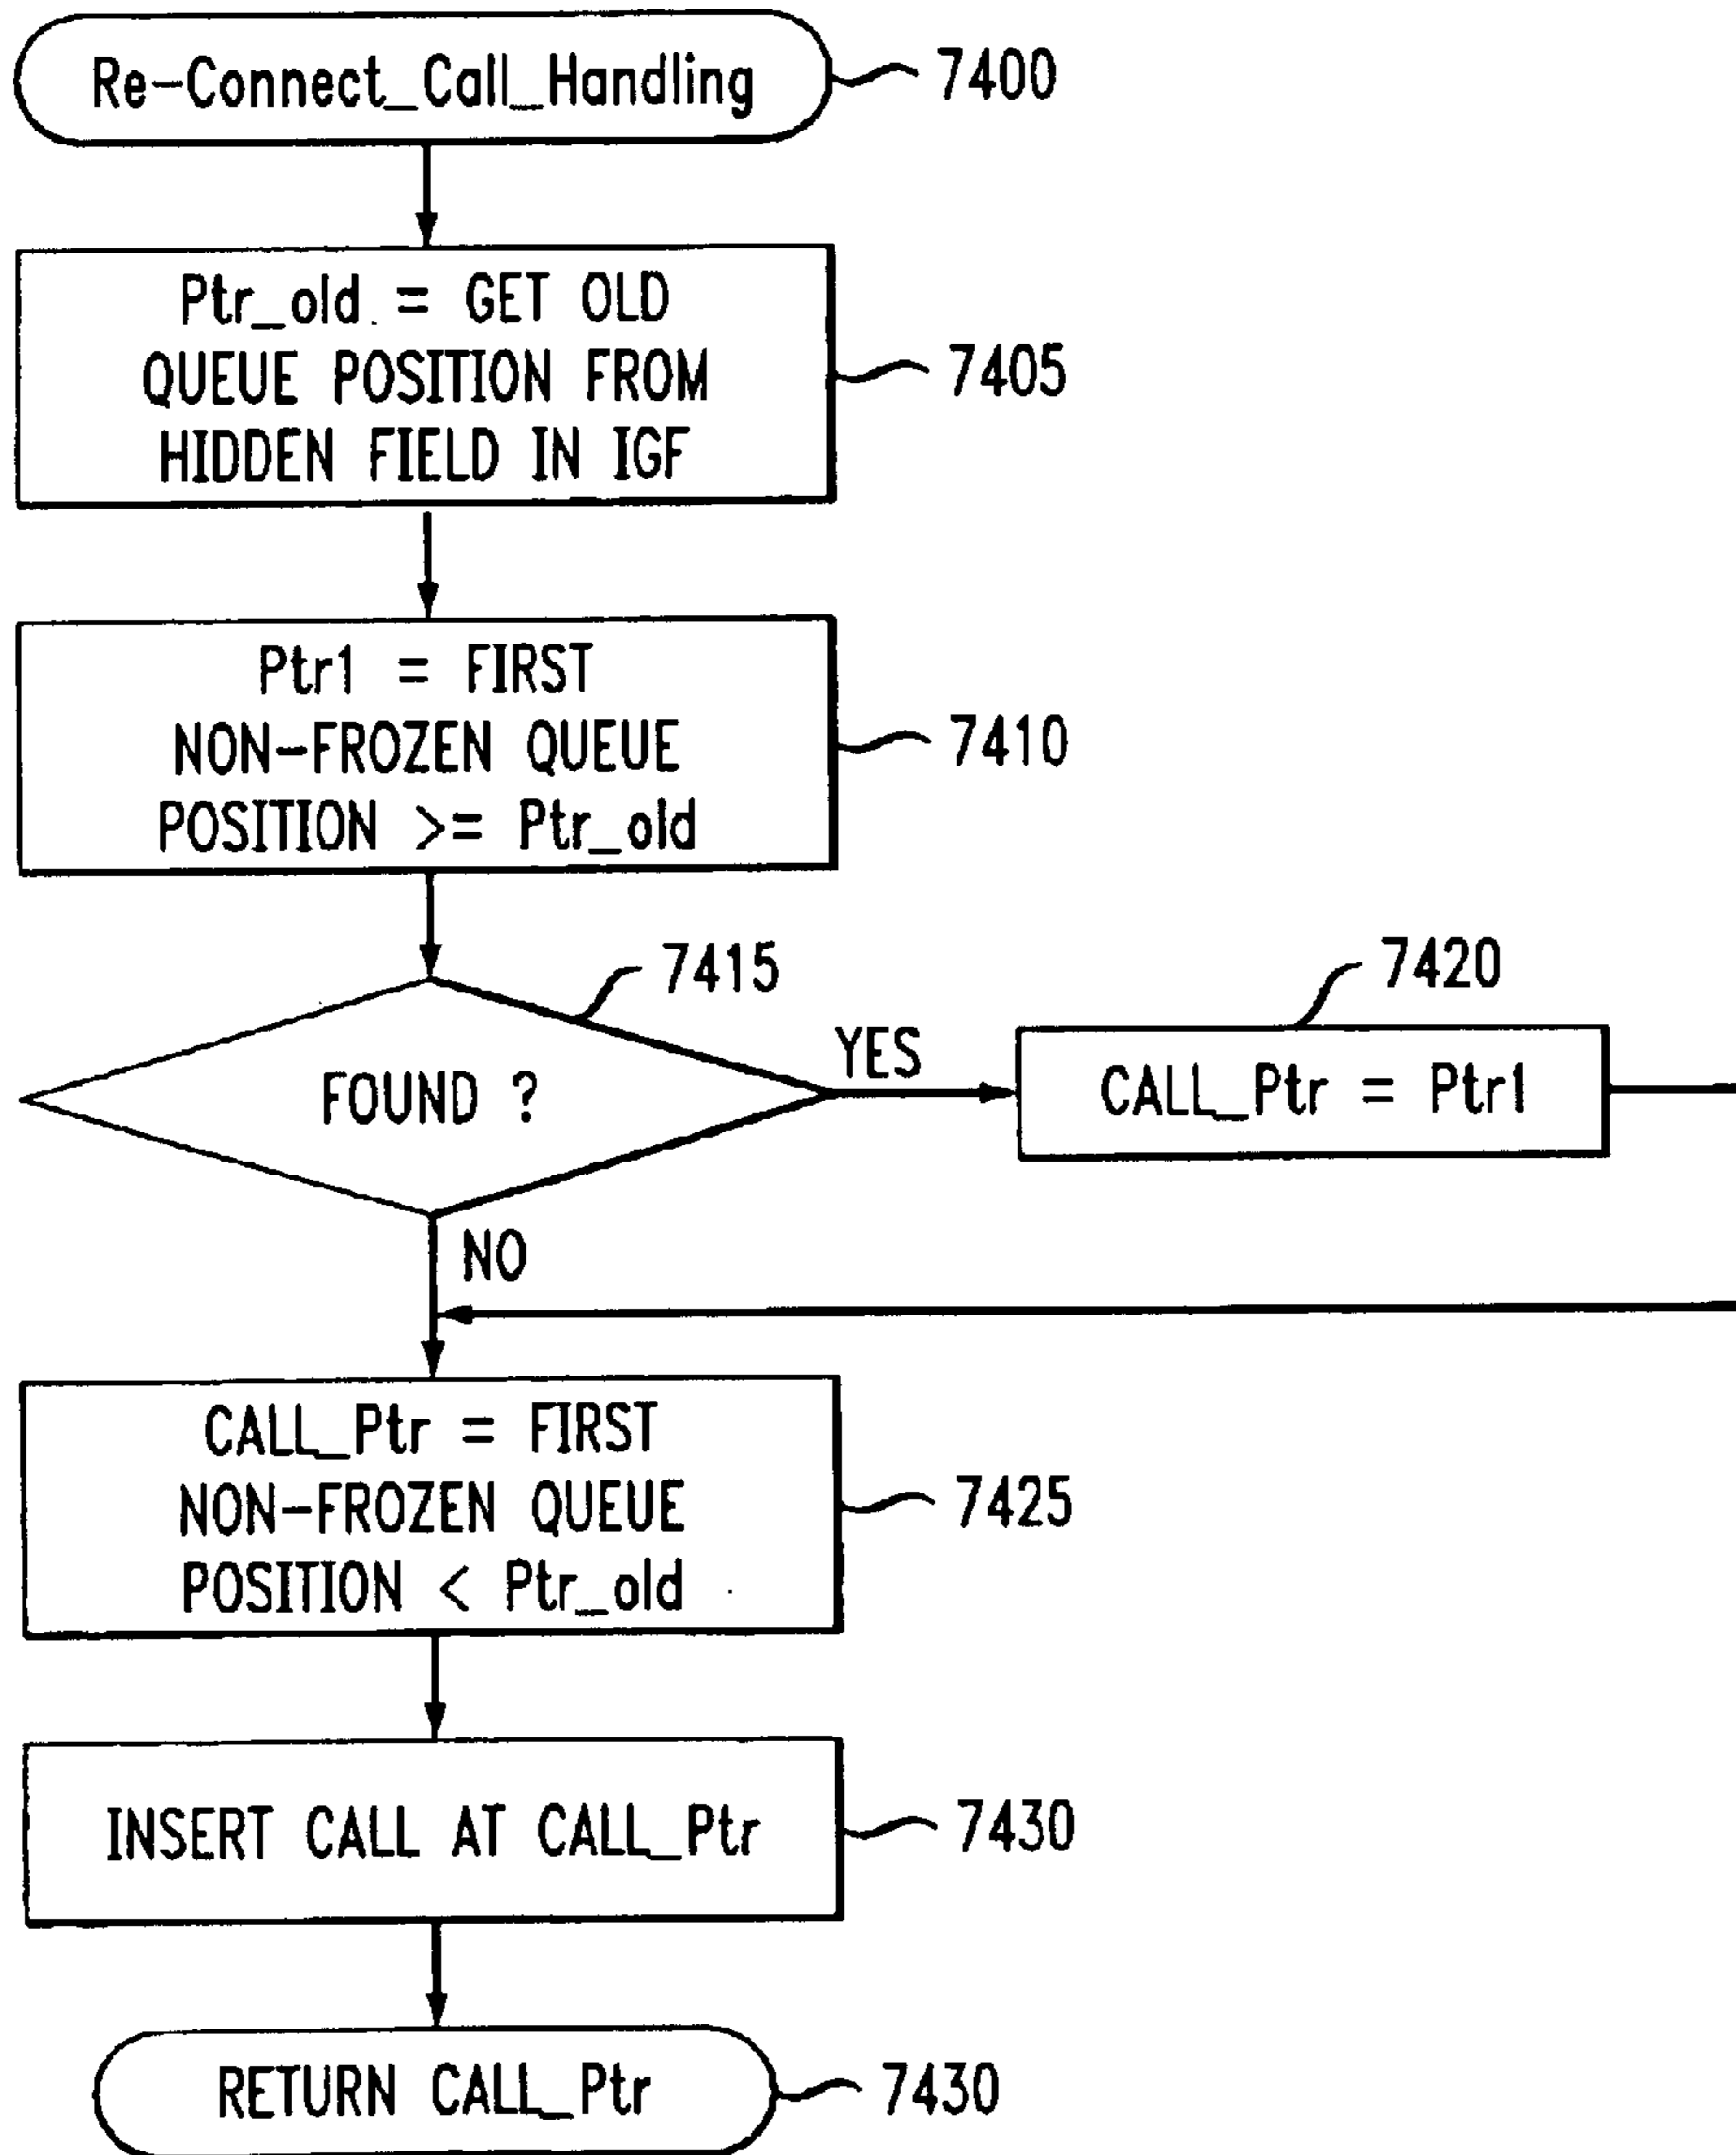 Re-Connect_Call_Handling
7400
Ptr_old = GET OLD
QUEUE POSITION FROM
HIDDEN FIELD IN IGF
7405
Ptr1 = FIRST
NON-FROZEN QUEUE
POSITION >= Ptr_old
7410
7415
FOUND ?
YES
7420
CALL_Ptr = Ptr1
NO
CALL_Ptr = FIRST
NON-FROZEN QUEUE
POSITION < Ptr_old
7425
INSERT CALL AT CALL_Ptr
7430
RETURN CALL_Ptr
7430